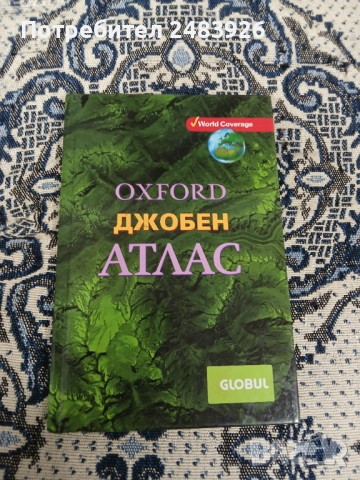 Потребител 2483926
World Coverage
OXFORD
ДЖОБЕН
АТЛАС
GLOBUL